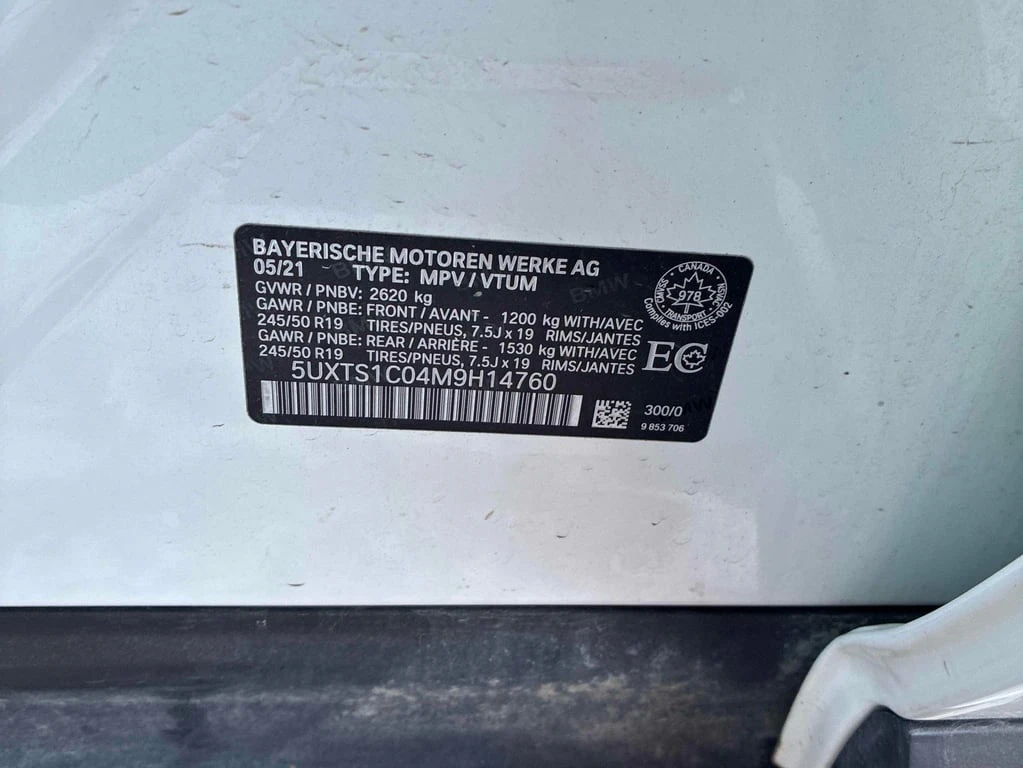 BAYERISCHE MOTOREN WERKE AG
05/21 TYPE: MPV / VTUM
GVWR / PNBV: 2620 kg
GAWR / PNBE: FRONT / AVANT - 1200 kg WITH/AVEC
245/50 R19 TIRES/PNEUS, 7.5J x 19 RIMS/JANTES
GAWR / PNBE: REAR / ARRIÈRE - 1530 kg WITH/AVEC
245/50 R19 TIRES/PNEUS, 7.5J x 19 RIMS/JANTES
5UXTS1C04M9H14760
CANADA
978
NSVAC
TRANSPORT
CMVSS
Complies with ICES-002
EC
300/0
9 853 706
BMW